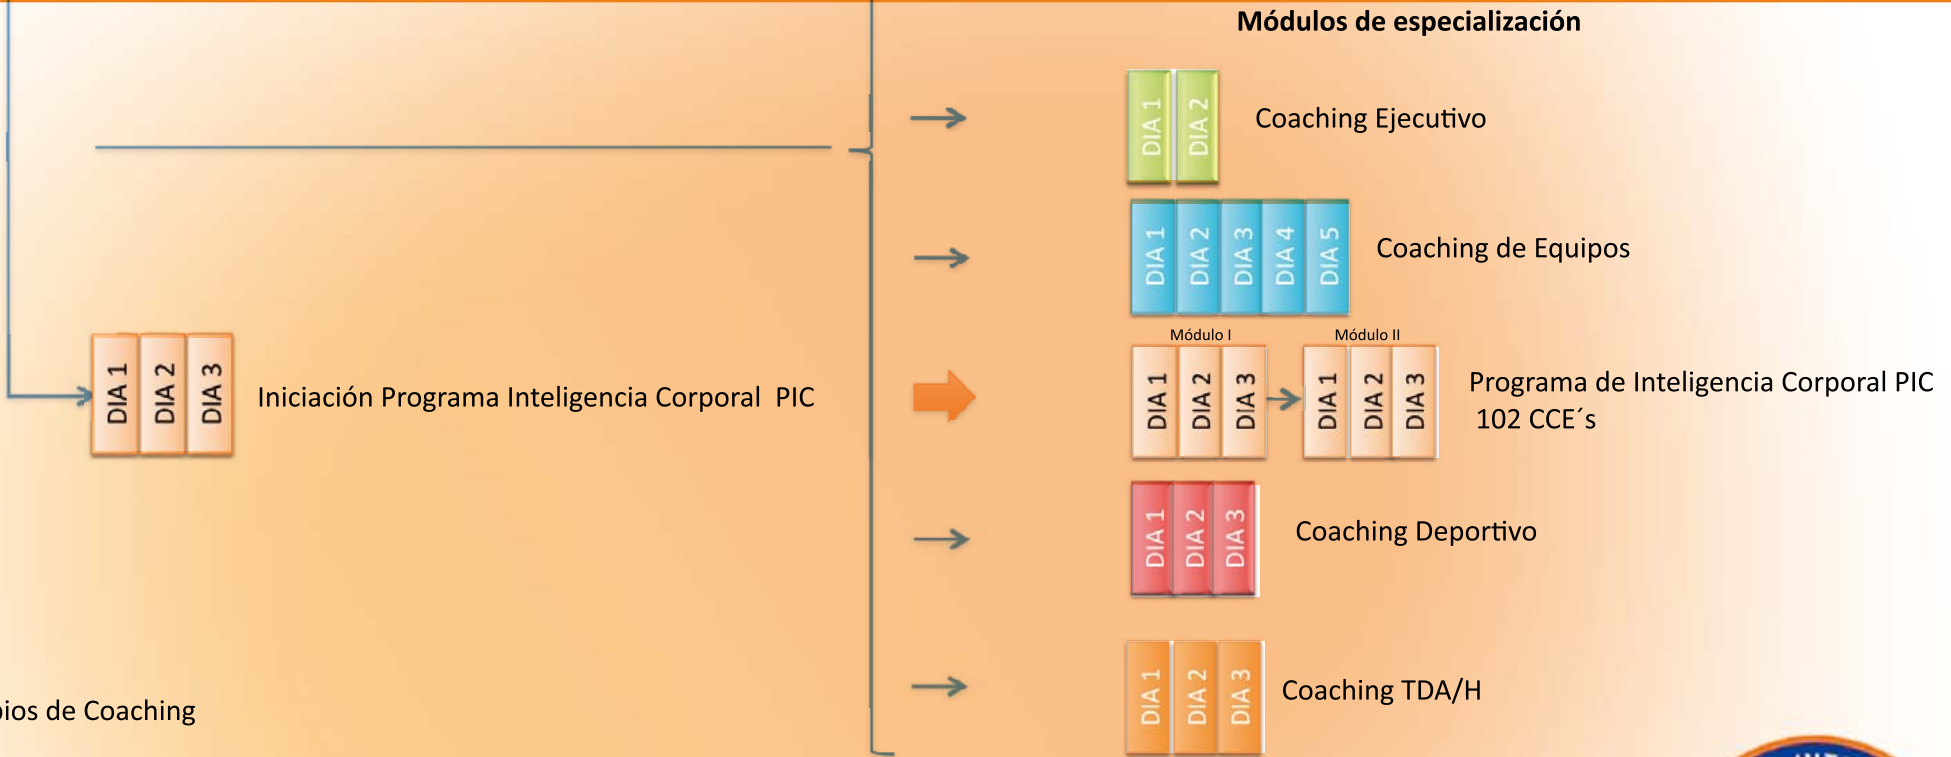 Módulos de especialización
DIA 1
DIA 2
Coaching Ejecutivo
DIA 1
DIA 2
DIA 3
DIA 4
DIA 5
Coaching de Equipos
DIA 1
DIA 2
DIA 3
Iniciación Programa Inteligencia Corporal PIC
Módulo I
DIA 1
DIA 2
DIA 3
Módulo II
DIA 1
DIA 2
DIA 3
Programa de Inteligencia Corporal PIC
102 CCE´s
DIA 1
DIA 2
DIA 3
Coaching Deportivo
DIA 1
DIA 2
DIA 3
Coaching TDA/H
de Coaching